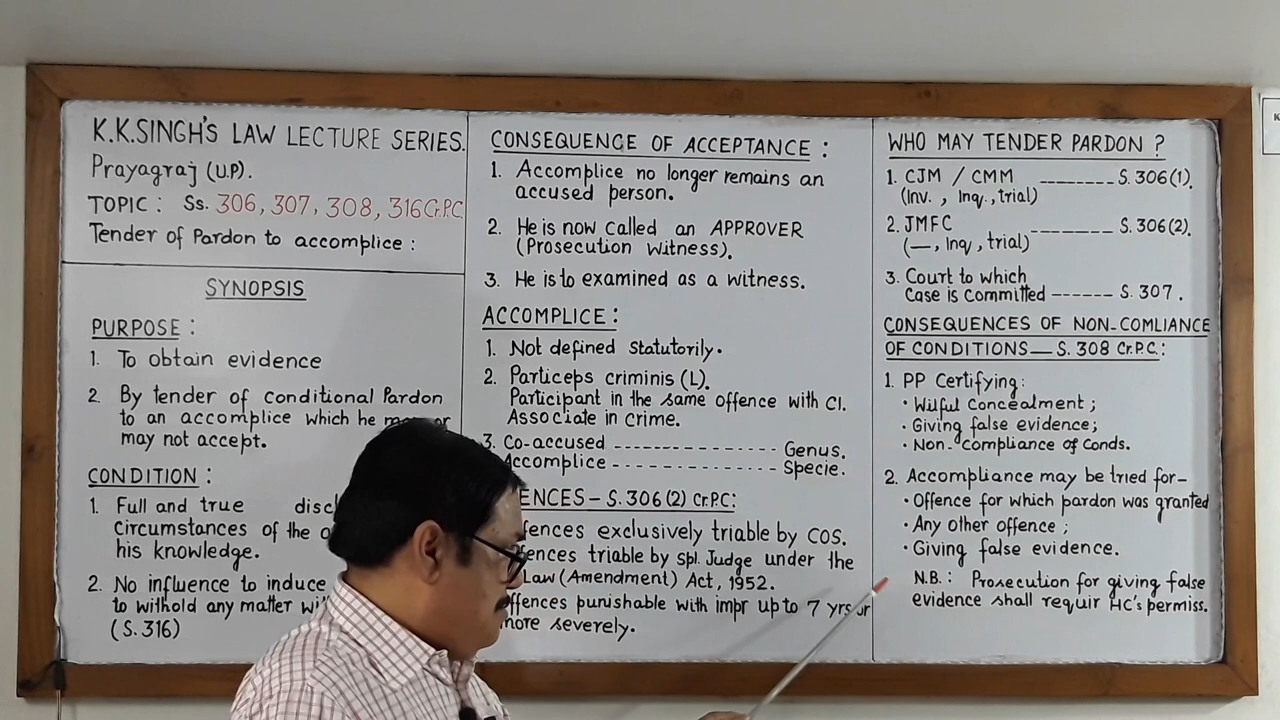 K.K.SINGH'S LAW LECTURE SERIES.
Prayagraj (U.P).
TOPIC : Ss. 306, 307, 308, 316 Cr.P.C
Tender of Pardon to accomplice :
SYNOPSIS
PURPOSE :
1. To obtain evidence
2. By tender of conditional Pardon
to an accomplice which he may or
may not accept.
CONDITION :
1. Full and true
circumstances of the
his knowledge.
2. No influence to induce
to withold any matter
(S.316)
CONSEQUENCE OF ACCEPTANCE :
1. Accomplice no longer remains an
accused person.
2. He is now called an APPROVER
(Prosecution Witness).
3. He is to examined as a witness.
ACCOMPLICE :
1. Not defined Statutorily.
2. Particeps criminis (L).
Participant in the same offence with C1.
Associate in crime.
3. Co-accused -------------- Genus.
Accomplice -------------- Specie.
ENCES – S. 306(2) Cr.P.C:
fences exclusively triable by COS.
fences triable by Spl. Judge under the
Law (Amendment) Act, 1952.
ffences punishable with impr up to 7 yrs or
more severely.
WHO MAY TENDER PARDON ?
1. CJM / CMM -------- S. 306(1).
(Inv. , Inq., trial)
2. JMFC -------- S. 306(2).
(—, Inq, trial)
3. Court to which
Case is Committed ------ S. 307.
CONSEQUENCES OF NON-COMLIANCE
OF CONDITIONS — S. 308 Cr.P.C.:
1. PP Certifying:
• Wilful Concealment ;
• Giving false evidence;
• Non-Compliance of Conds.
2. Accompliance may be tried for–
• Offence for which pardon was granted
• Any other offence ;
• Giving false evidence.
N.B. : Prosecution for giving false
evidence shall requir HC's permiss.
K